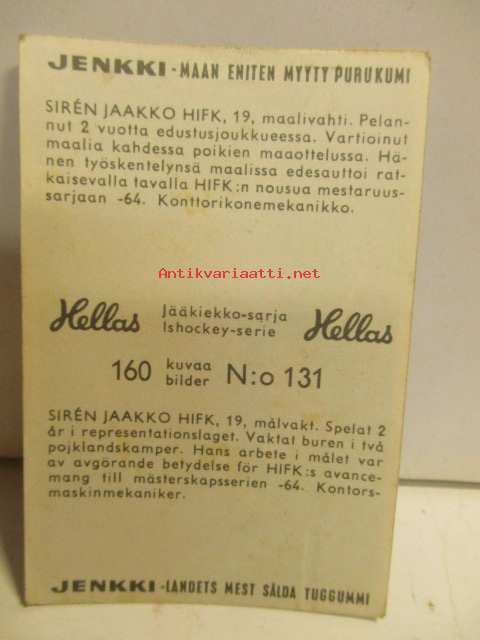 JENKKI - MAAN ENITEN MYYTY PURUKUMI
SIRÉN JAAKKO HIFK, 19, maalivahti. Pelan-
nut 2 vuotta edustusjoukkueessa. Vartioinut
maalia kahdessa poikien maaottelussa. Hä-
nen työskentelynsä maalissa edesauttoi rat-
kaisevalla tavalla HIFK:n nousua mestaruus-
sarjaan -64. Konttorikonemekanikko.
Antikvariaatti.net
Hellas Jääkiekko-sarja Hellas
Ishockey-serie
160 kuvaa N:o 131
bilder
SIRÉN JAAKKO HIFK, 19, målvakt. Spelat 2
år i representationslaget. Vaktat buren i två
pojklandskamper. Hans arbete i målet var
av avgörande betydelse för HIFK:s avance-
mang till mästerskapsserien -64. Kontors-
maskinmekaniker.
JENKKI - LANDETS MEST SÅLDA TUGGUMMI